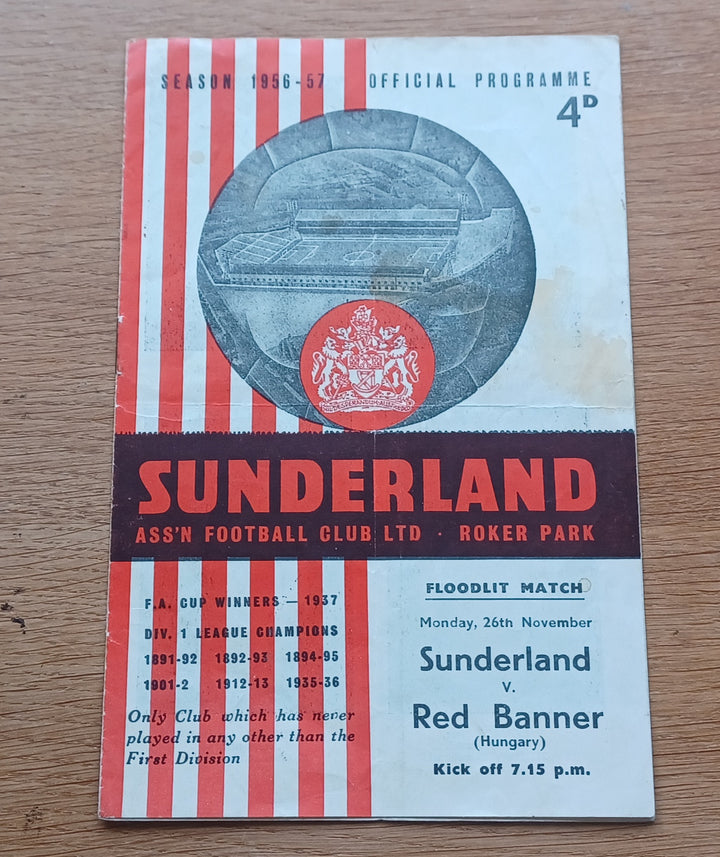 SEASON 1956-57 OFFICIAL PROGRAMME
4D
SUNDERLAND
ASS'N FOOTBALL CLUB LTD · ROKER PARK
F.A. CUP WINNERS — 1937
DIV. 1 LEAGUE CHAMPIONS
1891-92 1892-93 1894-95
1901-2 1912-13 1935-36
Only Club which has never
played in any other than the
First Division
FLOODLIT MATCH
Monday, 26th November
Sunderland
v.
Red Banner
(Hungary)
Kick off 7.15 p.m.